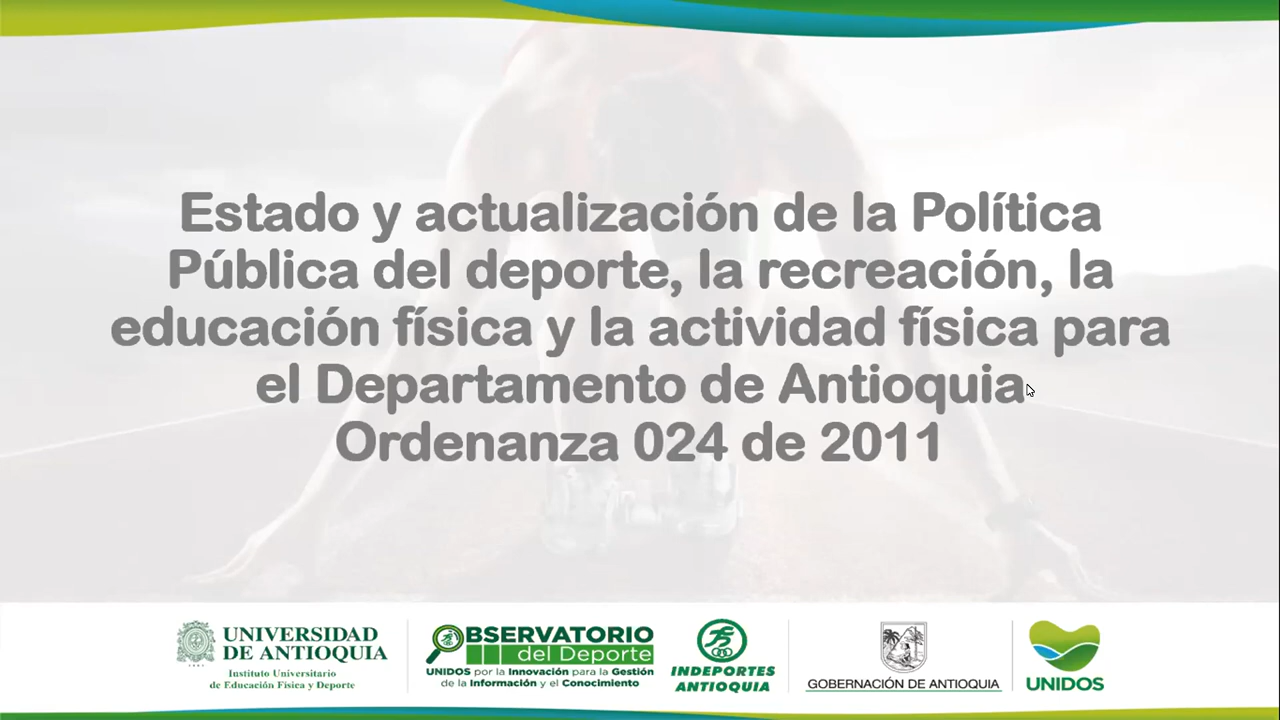 Estado y actualización de la Política
Pública del deporte, la recreación, la
educación física y la actividad física para
el Departamento de Antioquia
Ordenanza 024 de 2011
UNIVERSIDAD
DE ANTIOQUIA
Instituto Universitario
de Educación Física y Deporte
OBSERVATORIO
del Deporte
UNIDOS por la Innovación para la Gestión
de la Información y el Conocimiento
INDEPORTES
ANTIOQUIA
GOBERNACIÓN DE ANTIOQUIA
UNIDOS